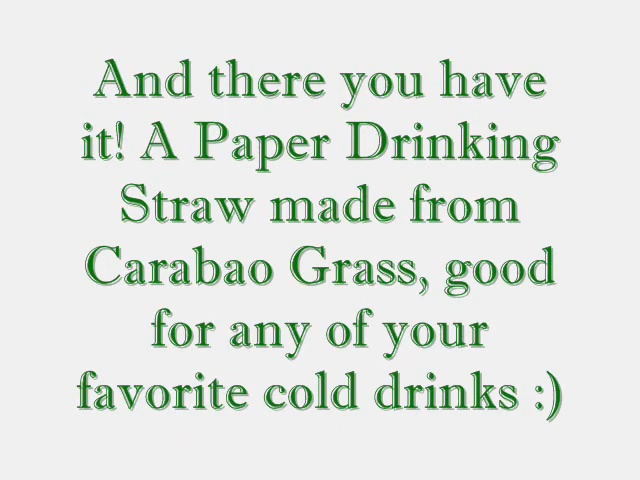 And there you have
it! A Paper Drinking
Straw made from
Carabao Grass, good
for any of your
favorite cold drinks :)